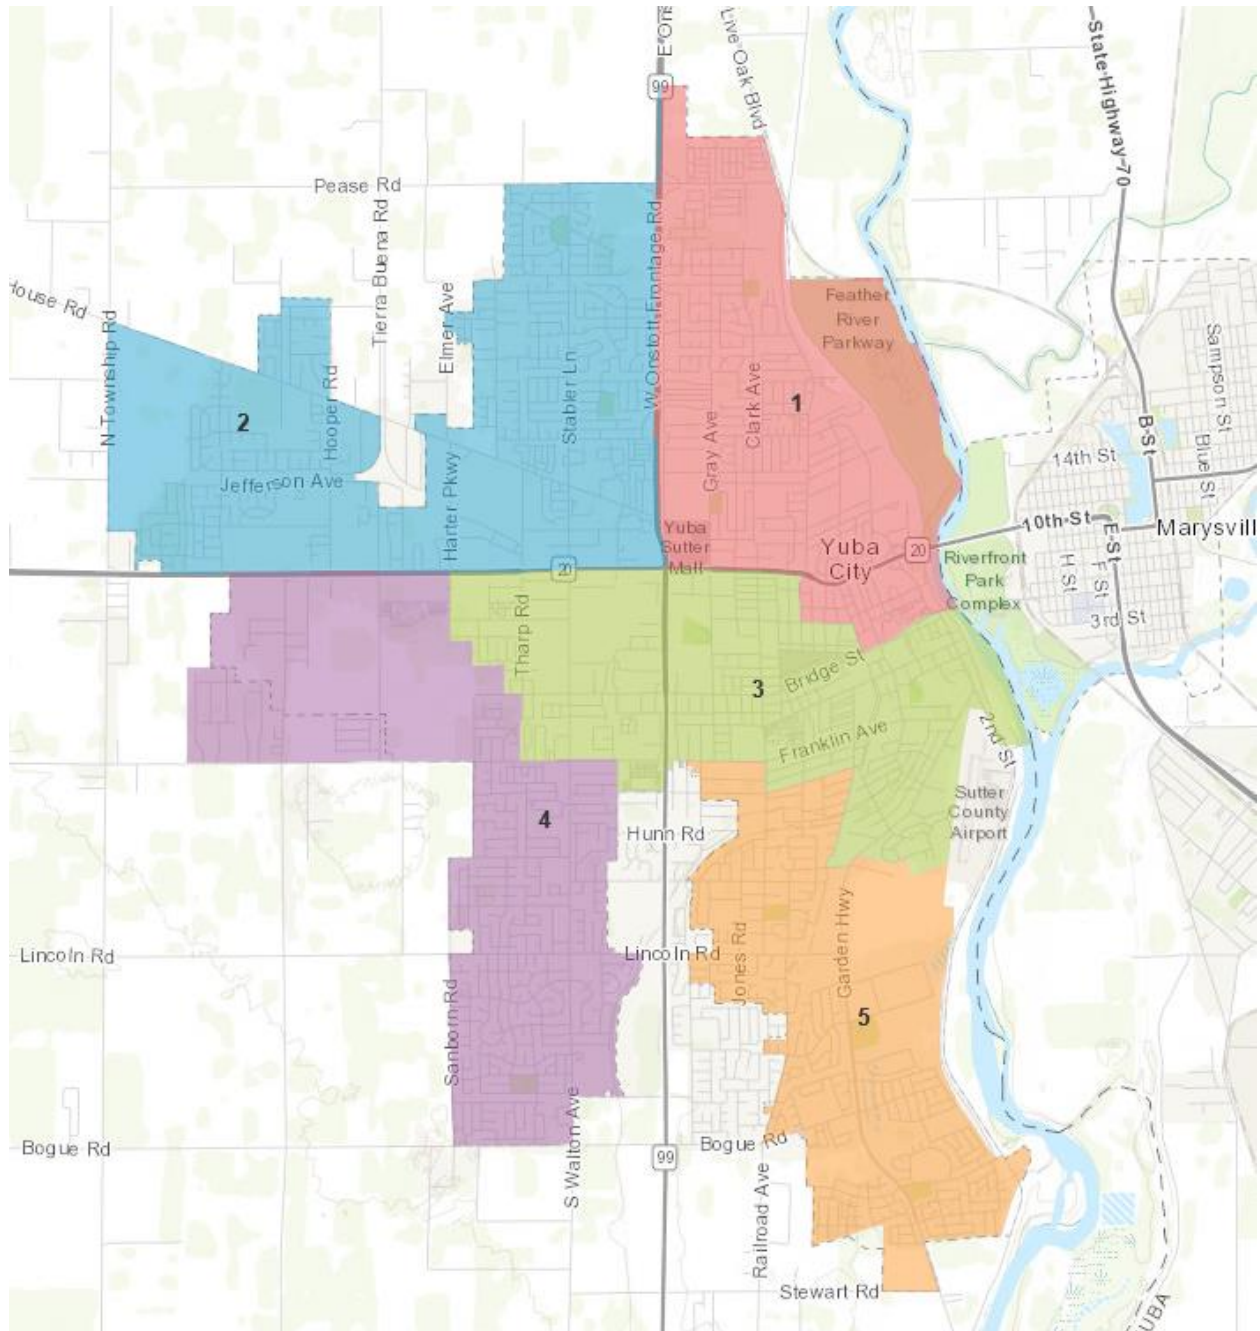 E Ons
99
Live Oak Blvd
State Highway 70
Pease Rd
Tierra Buena Rd
W Onstott Frontage Rd
Feather
River
Parkway
House Rd
N Township Rd
Elmer Ave
Hooper Rd
Stabler Ln
Clark Ave
Gray Ave
1
2
Sampson St
B St
Blue St
14th St
Jefferson Ave
Harter Pkwy
Yuba
Sutter
Mall
Yuba
City
20
10th St
E St
Marysvill
20
Riverfront
Park
Complex
H St
F St
3rd St
Tharp Rd
Bridge St
3
Franklin Ave
2nd St
Sutter
County
Airport
4
Hunn Rd
Garden Hwy
Lincoln Rd
Lincoln Rd
Jones Rd
Sanborn Rd
5
S Walton Ave
Bogue Rd
Bogue Rd
99
Railroad Ave
Stewart Rd
UBA